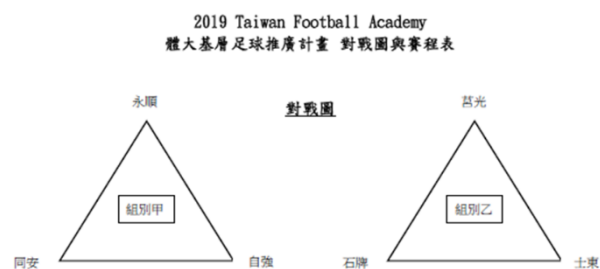 2019 Taiwan Football Academy
體大基層足球推廣計畫 對戰圖與賽程表
對戰圖
永順
莒光
組別甲
組別乙
同安
自強
石牌
士東